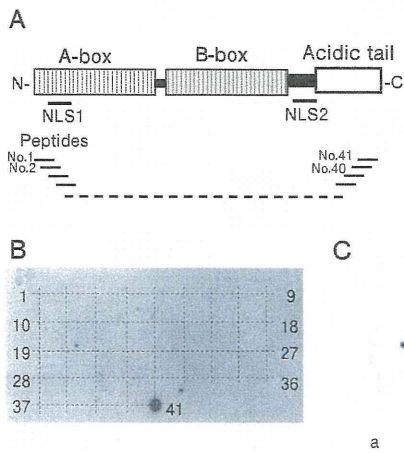 A
A-box B-box Acidic tail
N- -C
NLS1 NLS2
Peptides
No.1 No.41
No.2 No.40
B C
1 9
10 18
19 27
28 36
37 41
a